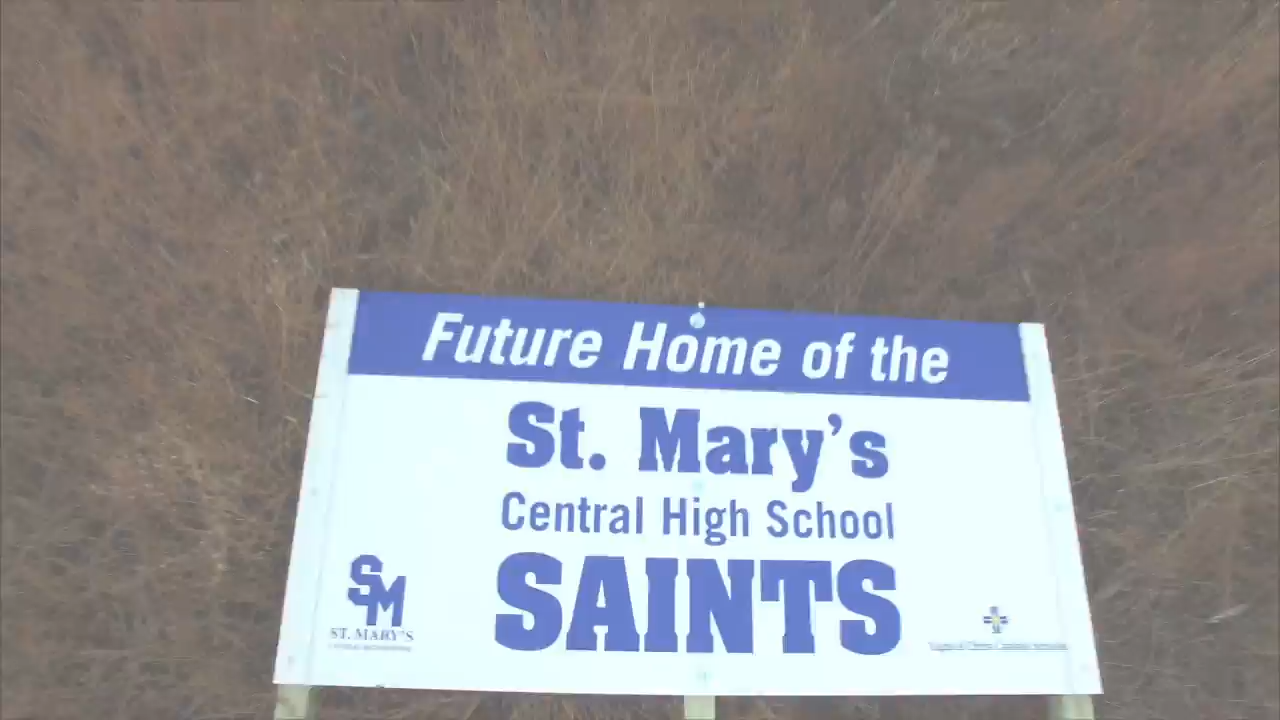 Future Home of the
St. Mary's
Central High School
SAINTS
SM
ST. MARY'S